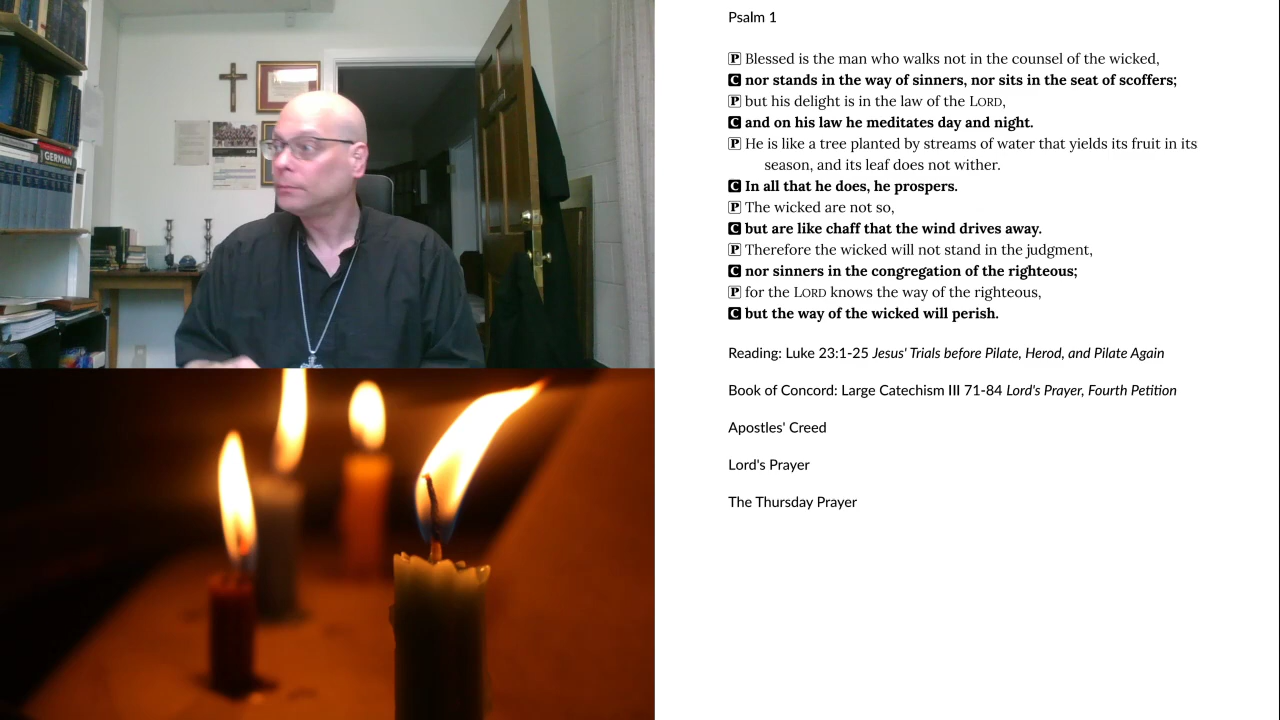 GERMAN
Psalm 1
P Blessed is the man who walks not in the counsel of the wicked,
C nor stands in the way of sinners, nor sits in the seat of scoffers;
P but his delight is in the law of the LORD,
C and on his law he meditates day and night.
P He is like a tree planted by streams of water that yields its fruit in its
season, and its leaf does not wither.
C In all that he does, he prospers.
P The wicked are not so,
C but are like chaff that the wind drives away.
P Therefore the wicked will not stand in the judgment,
C nor sinners in the congregation of the righteous;
P for the LORD knows the way of the righteous,
C but the way of the wicked will perish.
Reading: Luke 23:1-25 Jesus' Trials before Pilate, Herod, and Pilate Again
Book of Concord: Large Catechism III 71-84 Lord's Prayer, Fourth Petition
Apostles' Creed
Lord's Prayer
The Thursday Prayer